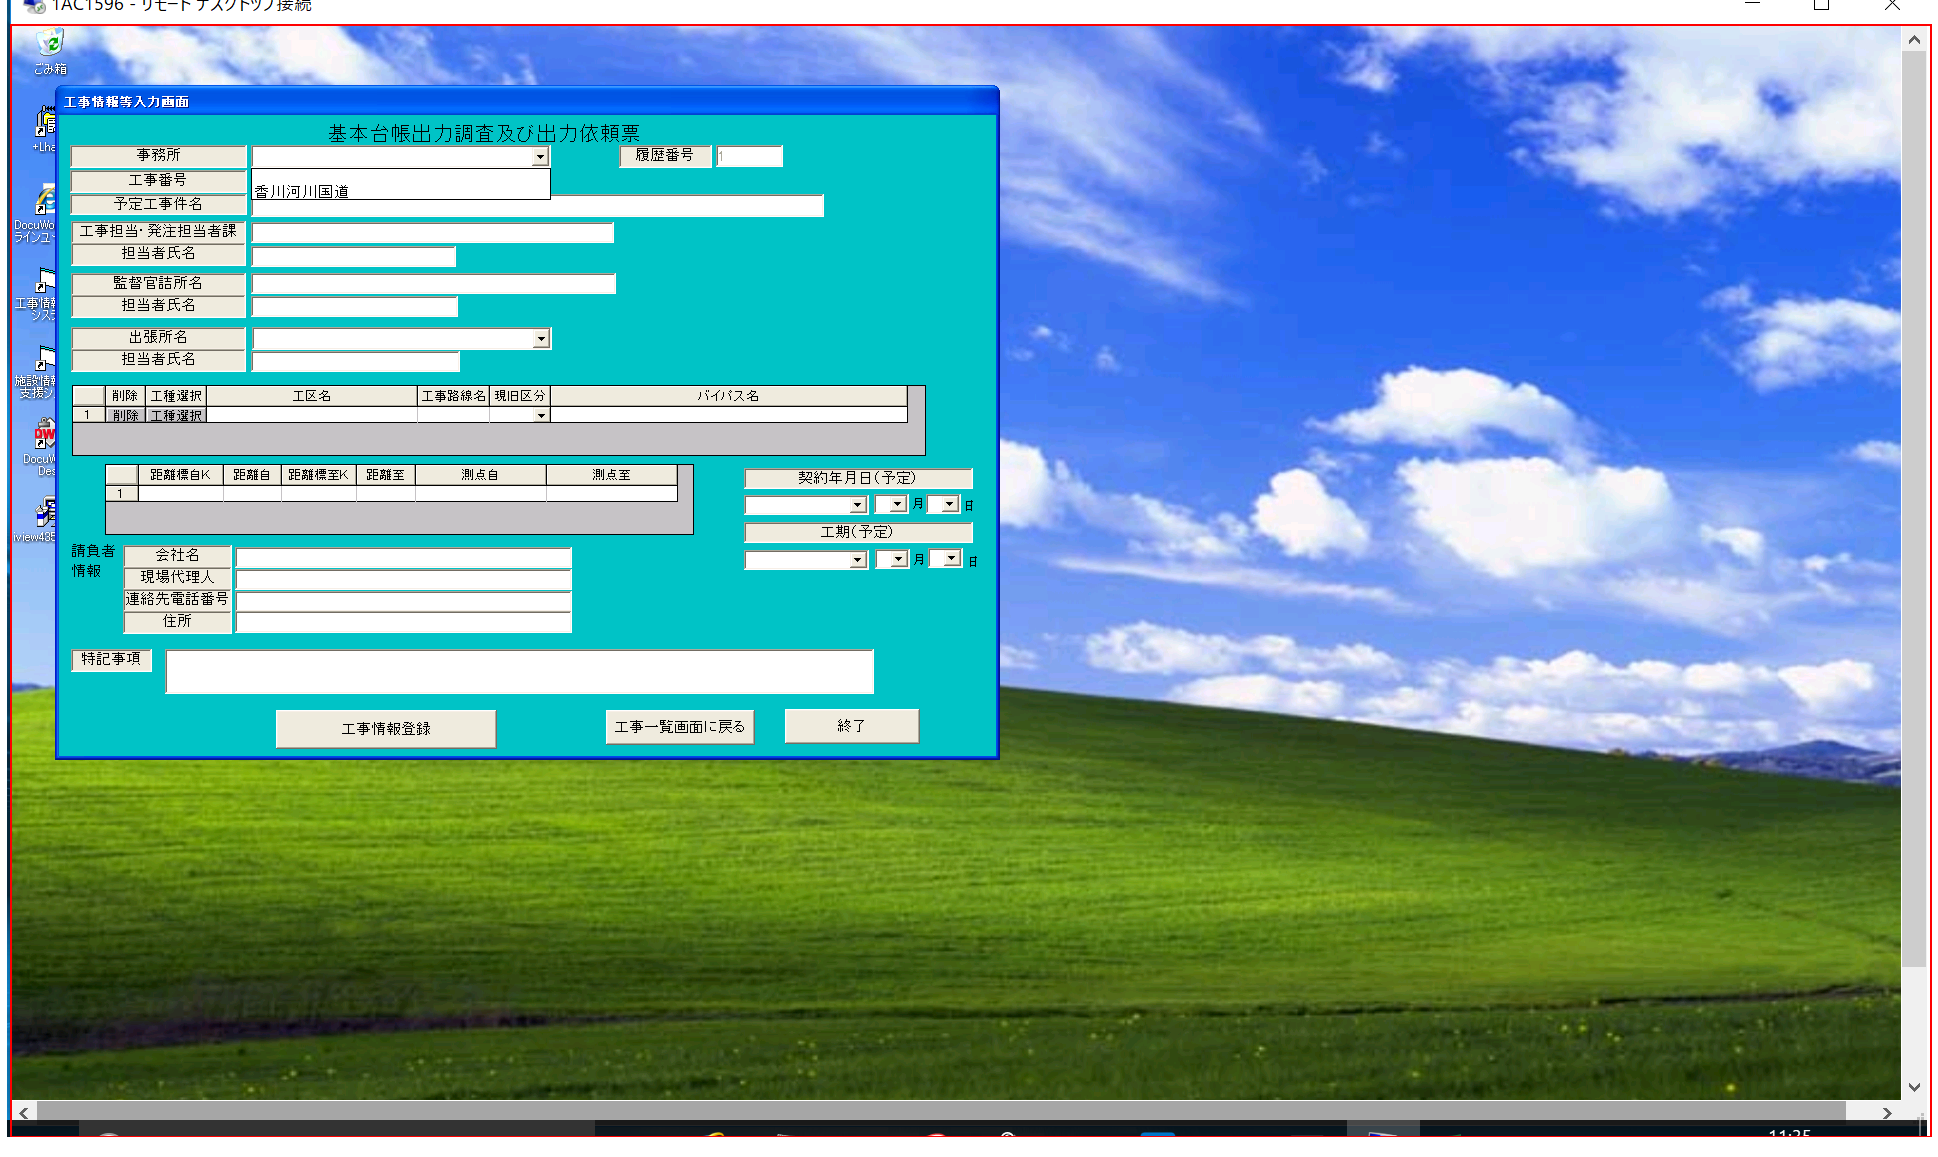 1AC1596 - リモート デスクトップ接続
ごみ箱
+Lha
DocuWo
ラインユー
工事情報
シス
施設情報
支援シ
DocuW
Des
iview435
工事情報等入力画面
基本台帳出力調査及び出力依頼票
事務所
履歴番号 1
工事番号
香川河川国道
予定工事件名
工事担当・発注担当者課
担当者氏名
監督官詰所名
担当者氏名
出張所名
担当者氏名
削除 工種選択 工区名 工事路線名 現旧区分 バイパス名
1 削除 工種選択
距離標自K 距離自 距離標至K 距離至 測点自 測点至
1
契約年月日(予定)
月 日
工期(予定)
月 日
請負者
情報
会社名
現場代理人
連絡先電話番号
住所
特記事項
工事情報登録 工事一覧画面に戻る 終了
11:25